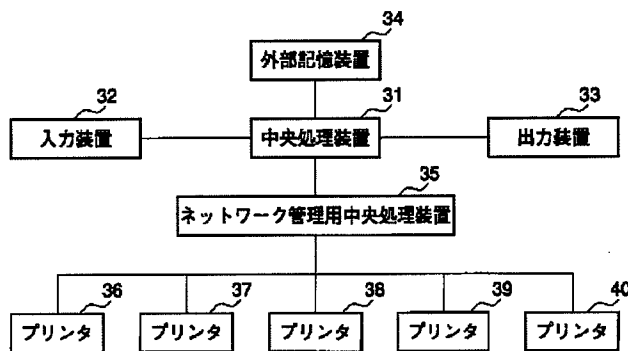 34
外部記憶装置
32
31
33
入力装置
中央処理装置
出力装置
35
ネットワーク管理用中央処理装置
36
37
38
39
40
プリンタ
プリンタ
プリンタ
プリンタ
プリンタ